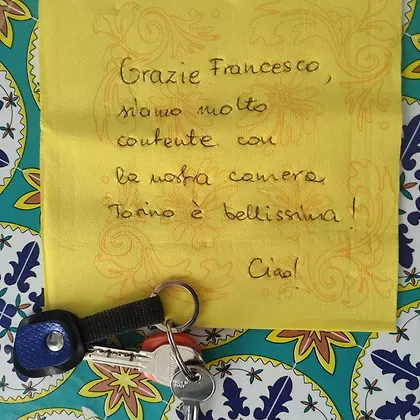 Grazie Francesco,
siamo molto
contente con
la nostra camera
Torino è bellissima!
Ciao!